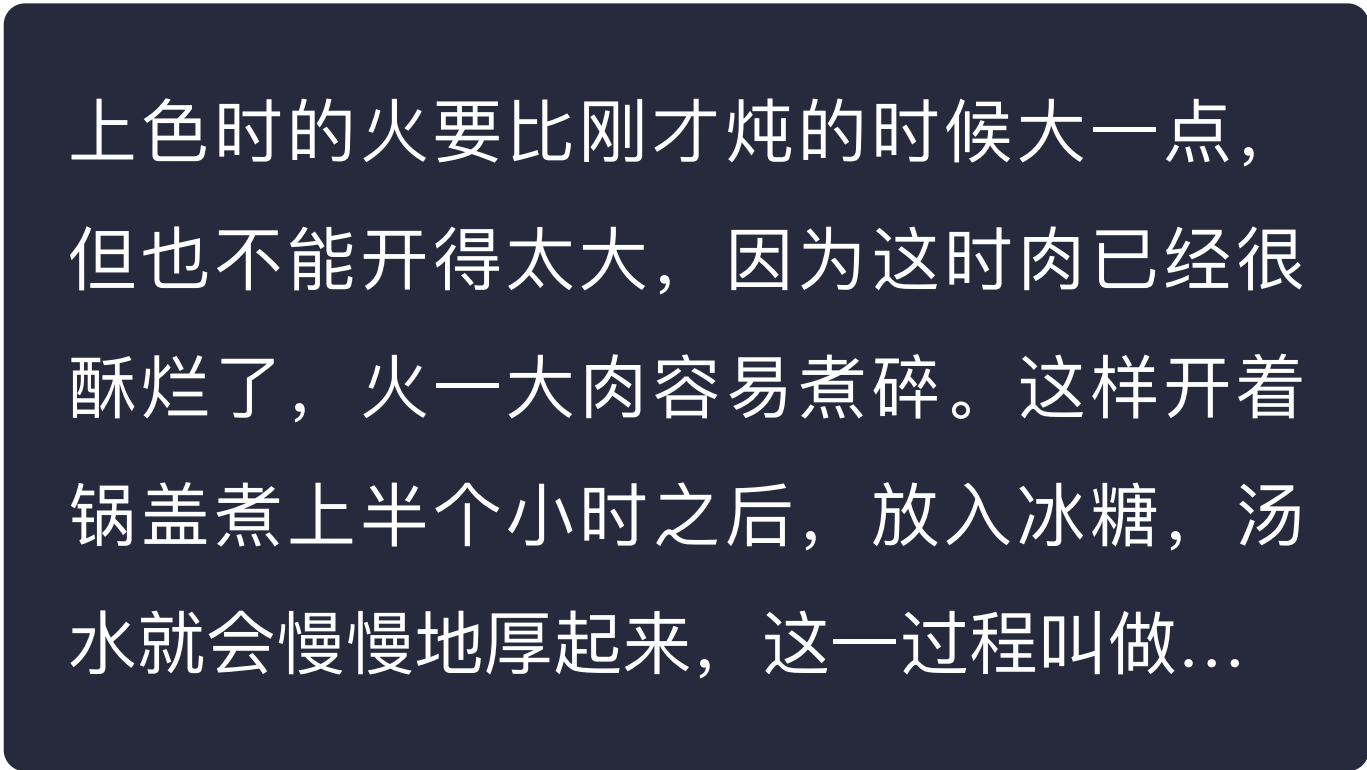 上色时的火要比刚才炖的时候大一点，
但也不能开得太大，因为这时肉已经很
酥烂了，火一大肉容易煮碎。这样开着
锅盖煮上半个小时之后，放入冰糖，汤
水就会慢慢地厚起来，这一过程叫做…